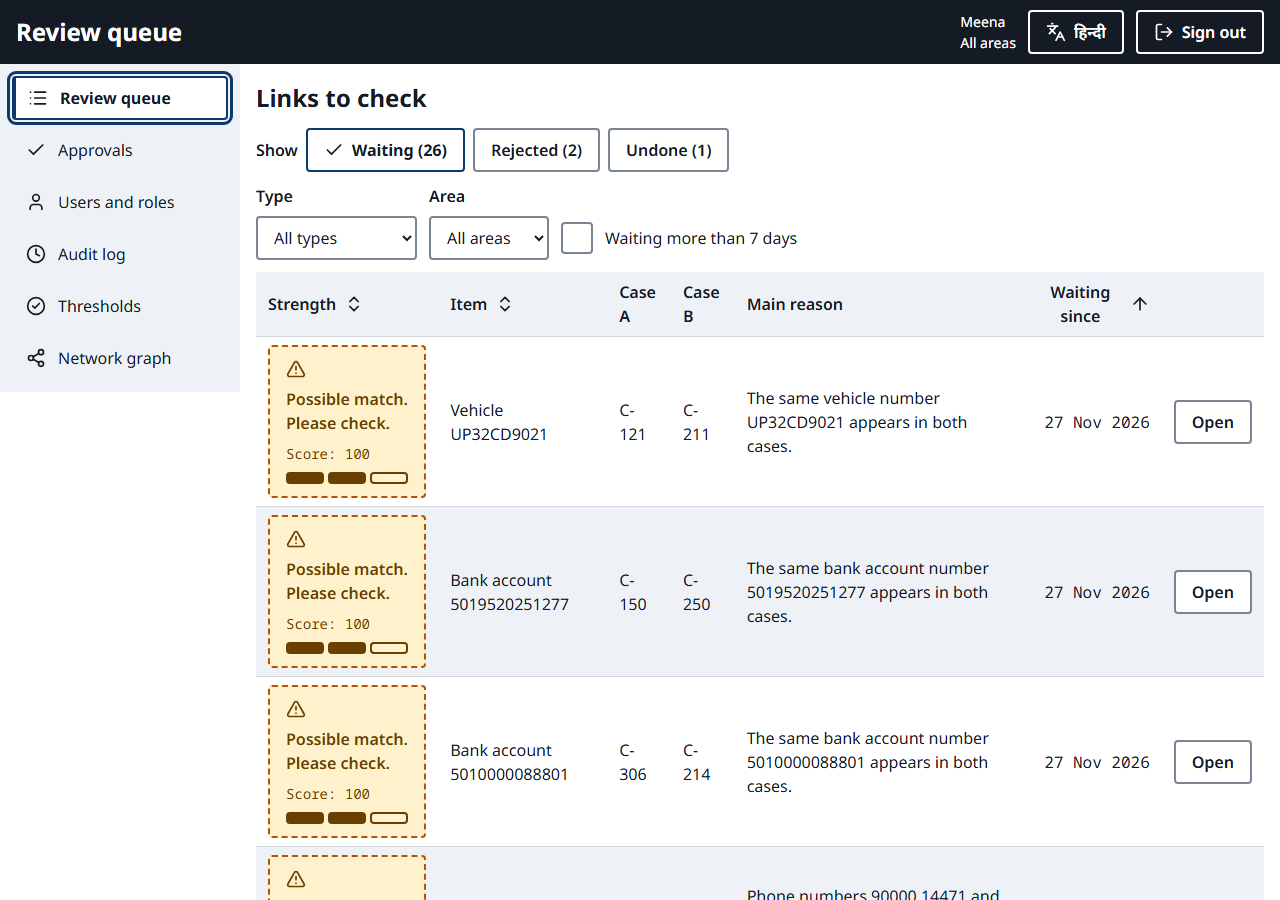 Review queue
Meena
All areas
हिन्दी
Sign out
Review queue
Approvals
Users and roles
Audit log
Thresholds
Network graph
Links to check
Show
Waiting (26)
Rejected (2)
Undone (1)
Type
Area
All types
All areas
Waiting more than 7 days
Strength
Item
Case
A
Case
B
Main reason
Waiting
since
Possible match.
Please check.
Score: 100
Vehicle
UP32CD9021
C-
121
C-
211
The same vehicle number
UP32CD9021 appears in both
cases.
27 Nov 2026
Open
Possible match.
Please check.
Score: 100
Bank account
5019520251277
C-
150
C-
250
The same bank account number
5019520251277 appears in both
cases.
27 Nov 2026
Open
Possible match.
Please check.
Score: 100
Bank account
5010000088801
C-
306
C-
214
The same bank account number
5010000088801 appears in both
cases.
27 Nov 2026
Open
Phone numbers 90000 14471 and